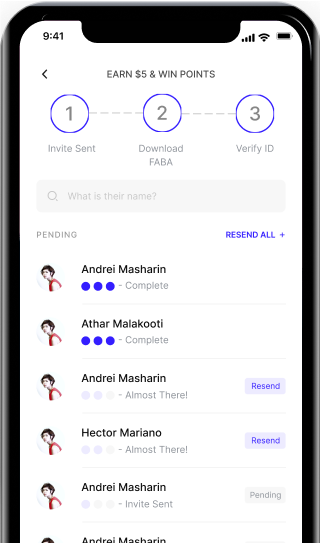 9:41
EARN $5 & WIN POINTS
1 2 3
Invite Sent Download FABA Verify ID
What is their name?
PENDING RESEND ALL +
Andrei Masharin
- Complete
Athar Malakooti
- Complete
Andrei Masharin
- Almost There! Resend
Hector Mariano
- Almost There! Resend
Andrei Masharin
- Invite Sent Pending
Andrei Masharin